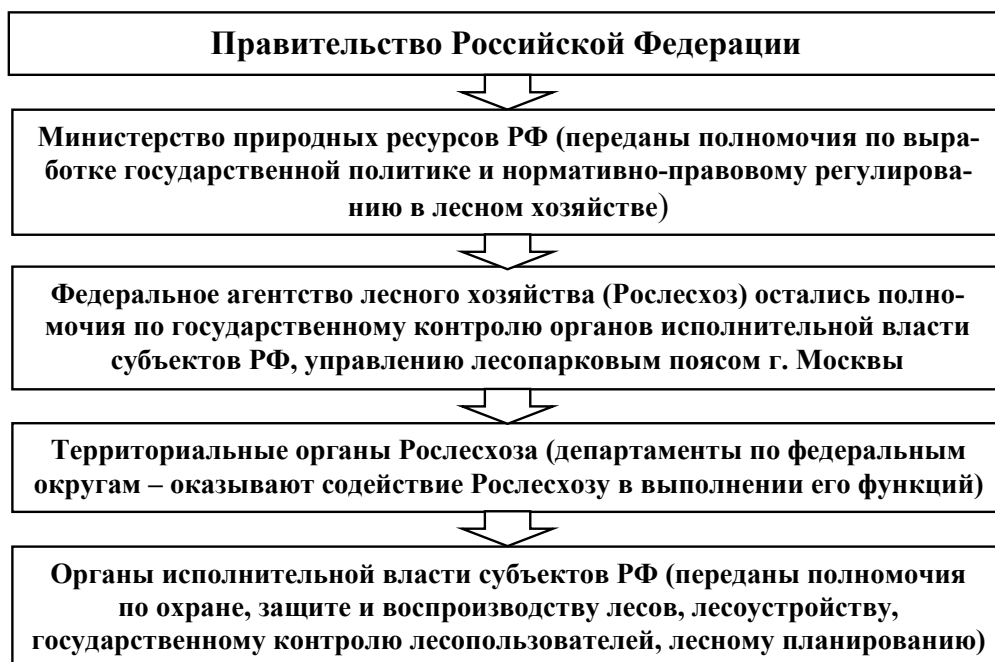 Правительство Российской Федерации
Министерство природных ресурсов РФ (переданы полномочия по выра-
ботке государственной политике и нормативно-правовому регулирова-
нию в лесном хозяйстве)
Федеральное агентство лесного хозяйства (Рослесхоз) остались полно-
мочия по государственному контролю органов исполнительной власти
субъектов РФ, управлению лесопарковым поясом г. Москвы
Территориальные органы Рослесхоза (департаменты по федеральным
округам – оказывают содействие Рослесхозу в выполнении его функций)
Органы исполнительной власти субъектов РФ (переданы полномочия
по охране, защите и воспроизводству лесов, лесоустройству,
государственному контролю лесопользователей, лесному планированию)